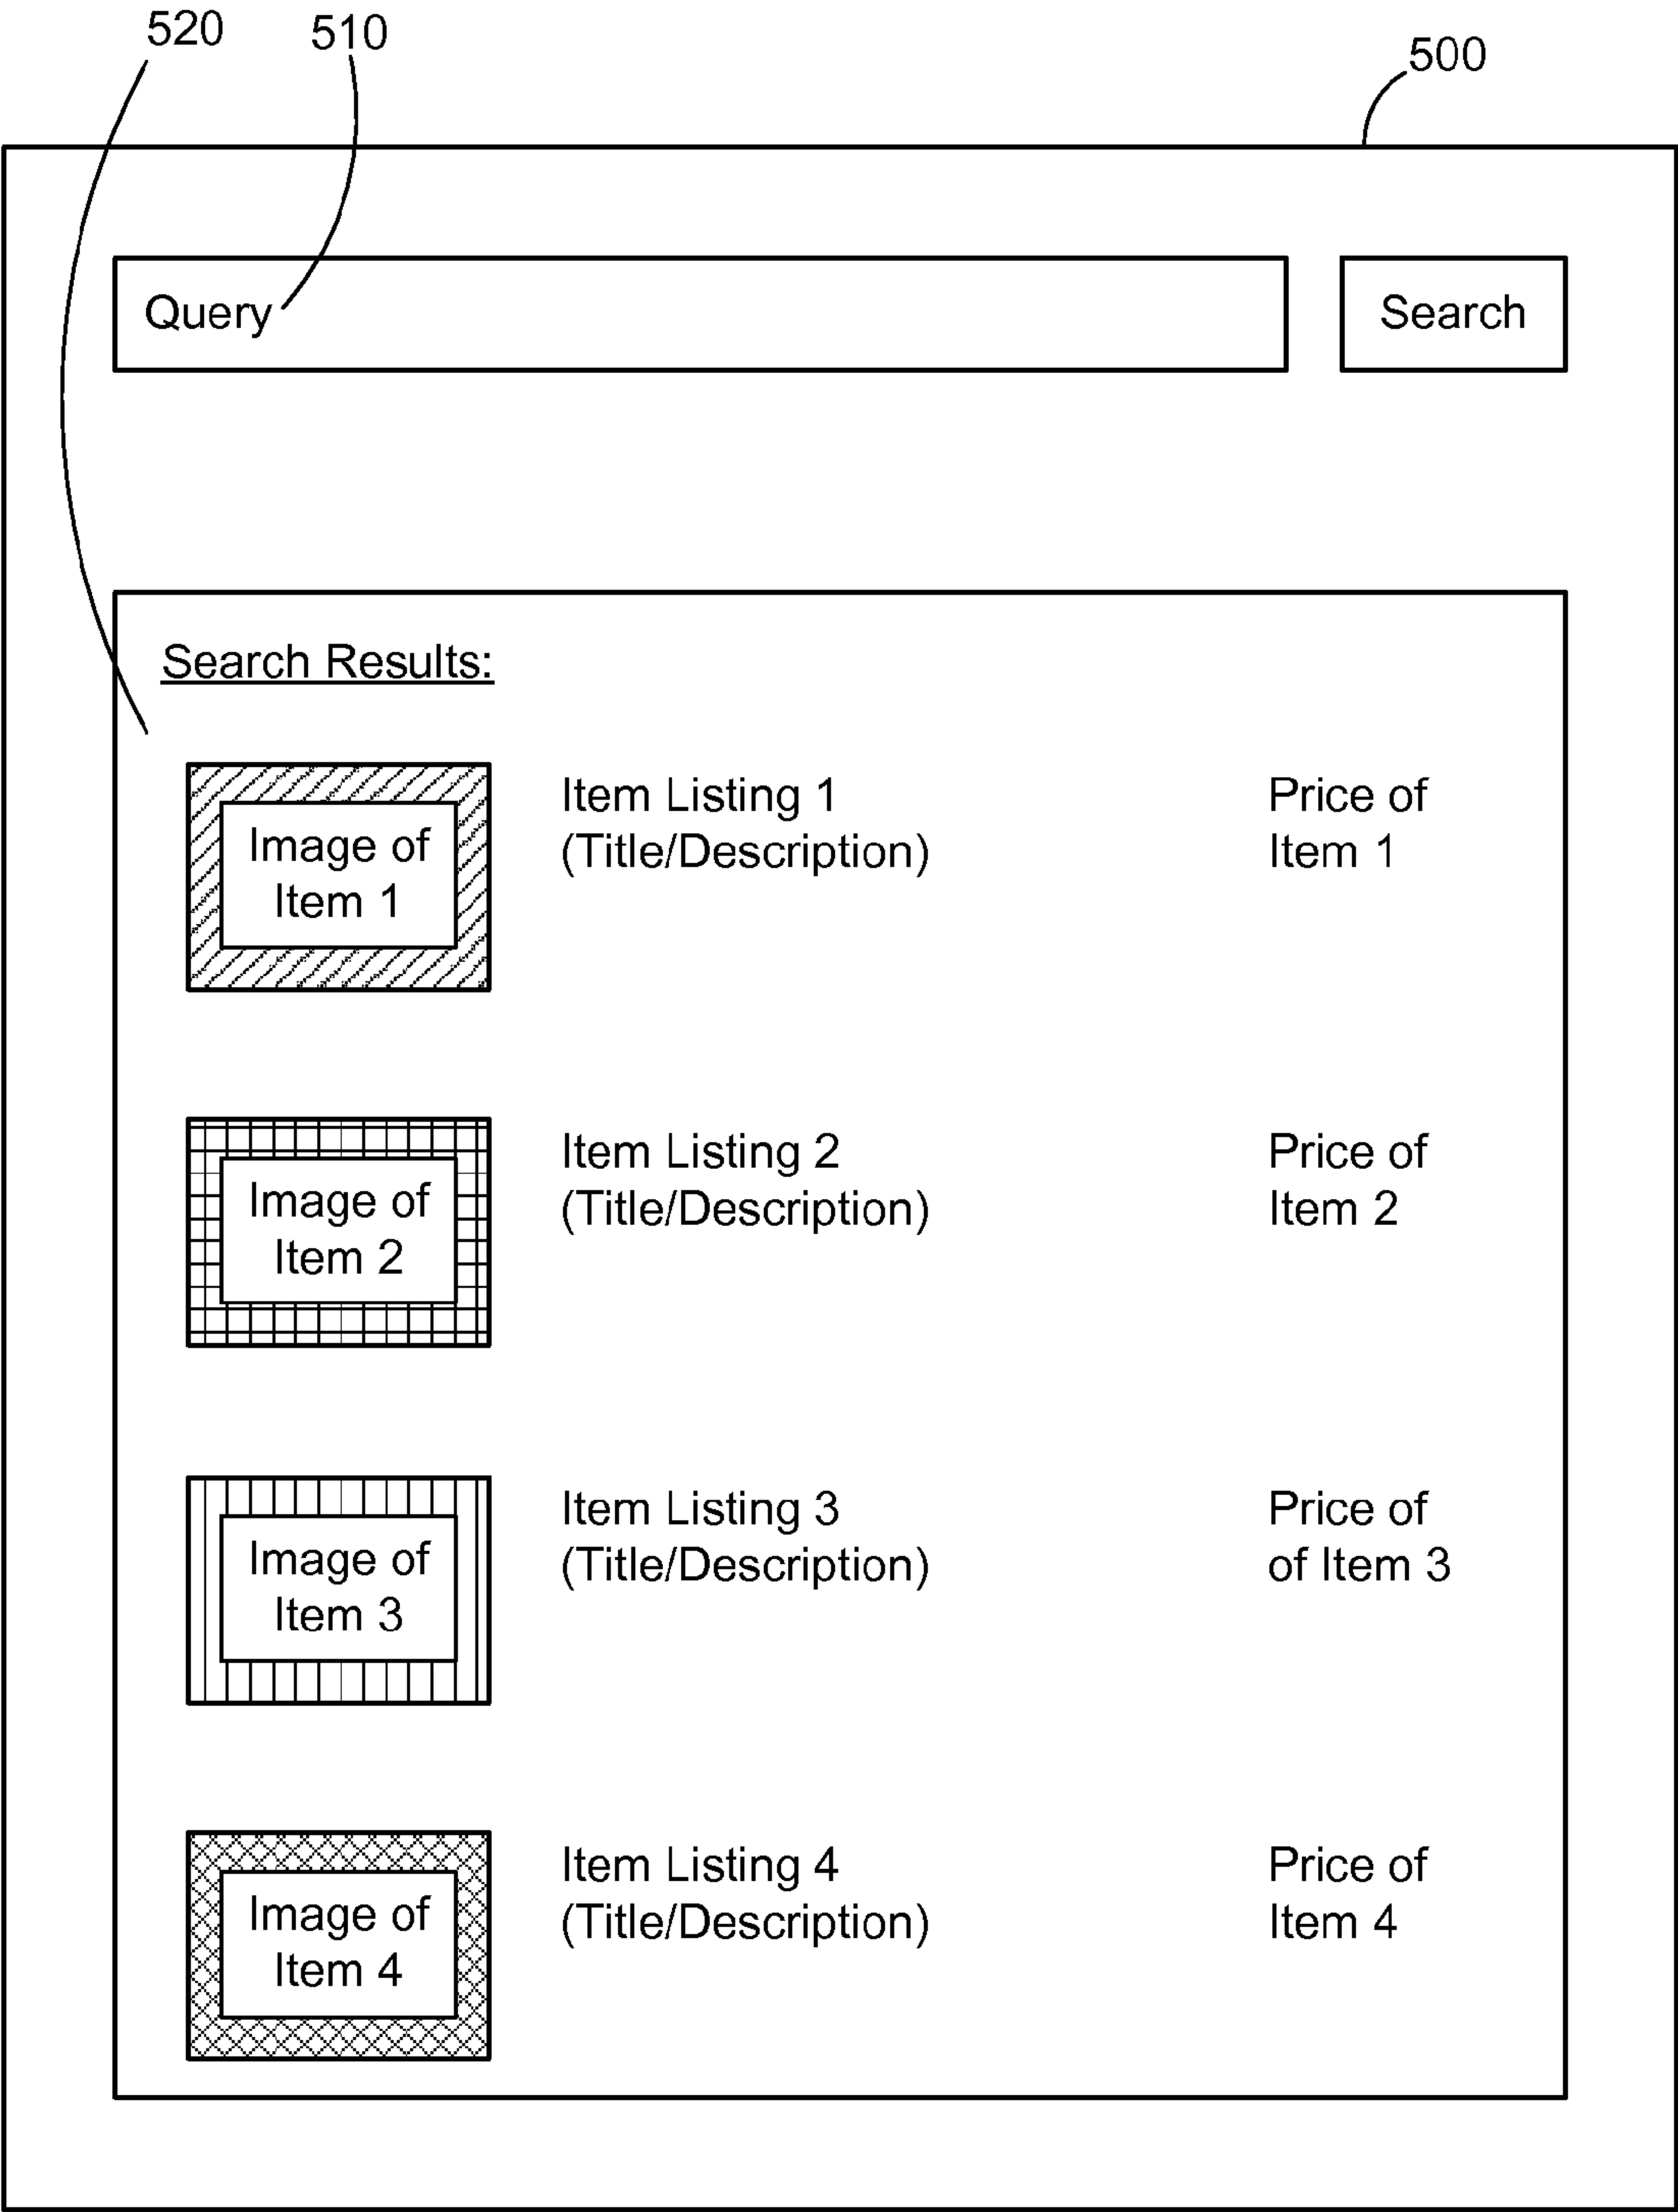 520 510
500
Query
Search
Search Results:
Image of
Item 1
Item Listing 1
(Title/Description)
Price of
Item 1
Image of
Item 2
Item Listing 2
(Title/Description)
Price of
Item 2
Image of
Item 3
Item Listing 3
(Title/Description)
Price of
of Item 3
Image of
Item 4
Item Listing 4
(Title/Description)
Price of
Item 4